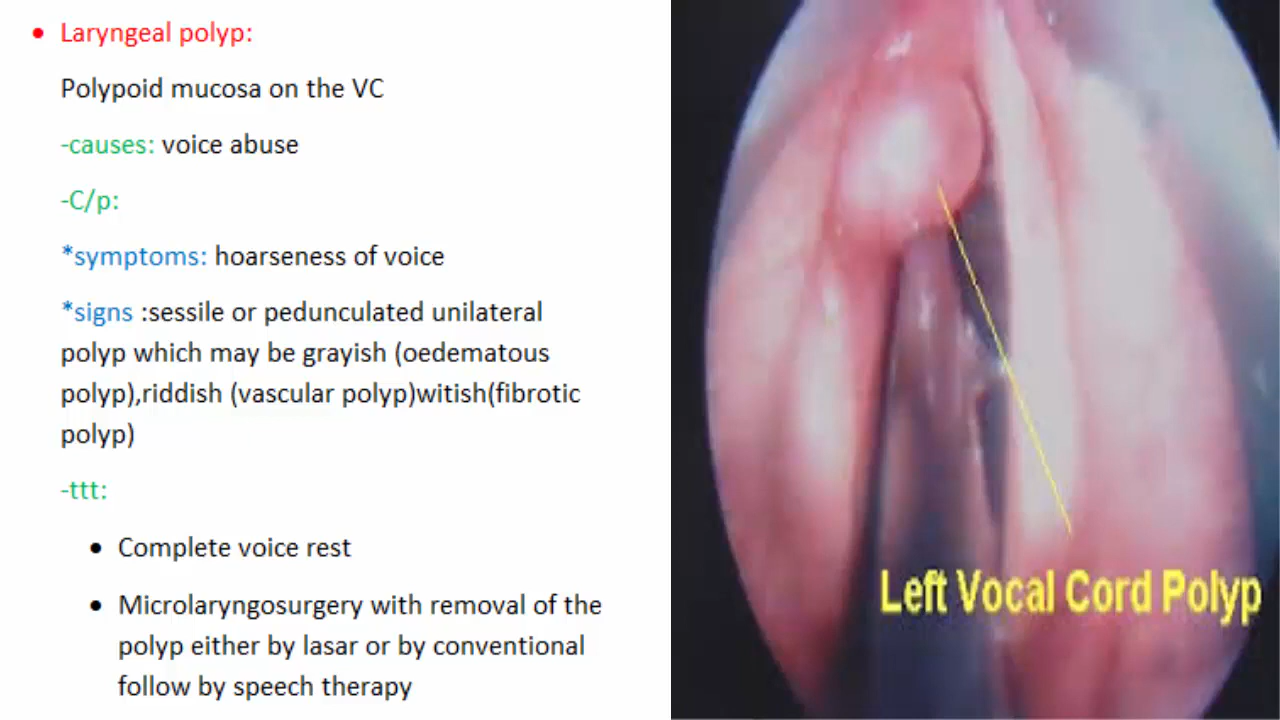 • Laryngeal polyp:
Polypoid mucosa on the VC
-causes: voice abuse
-C/p:
*symptoms: hoarseness of voice
*signs :sessile or pedunculated unilateral
polyp which may be grayish (oedematous
polyp),riddish (vascular polyp)witish(fibrotic
polyp)
-ttt:
• Complete voice rest
• Microlaryngosurgery with removal of the
polyp either by lasar or by conventional
follow by speech therapy
Left Vocal Cord Polyp